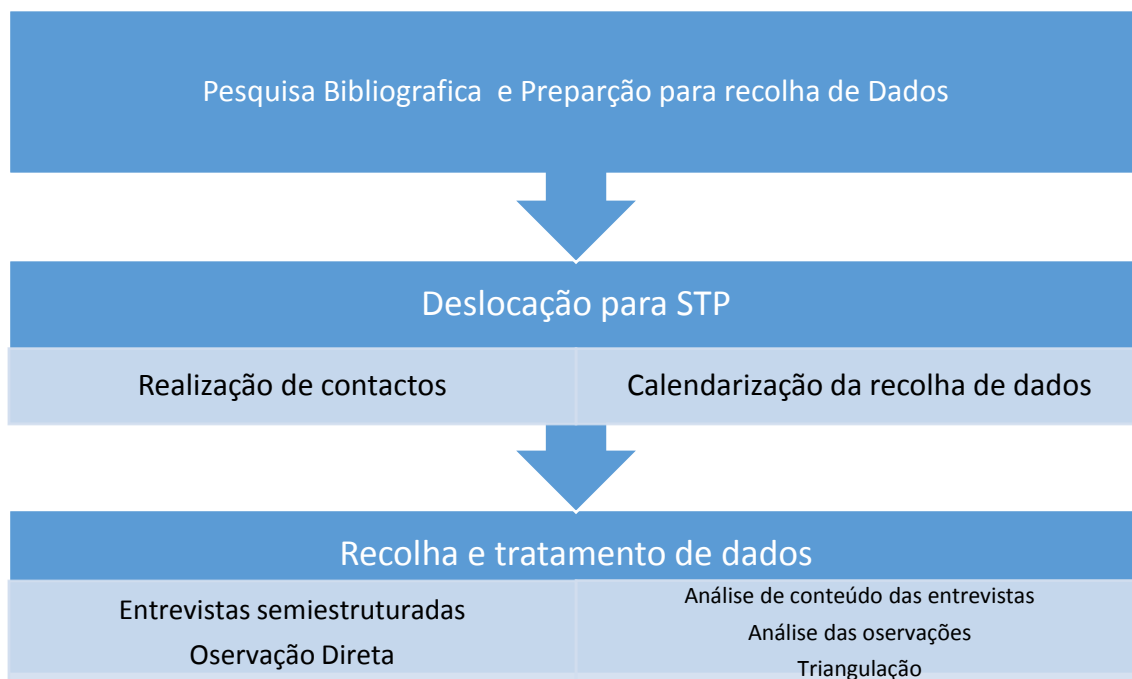 Pesquisa Bibliografica e Preparção para recolha de Dados
Deslocação para STP
Realização de contactos
Calendarização da recolha de dados
Recolha e tratamento de dados
Entrevistas semiestruturadas
Oservação Direta
Análise de conteúdo das entrevistas
Análise das oservações
Triangulação